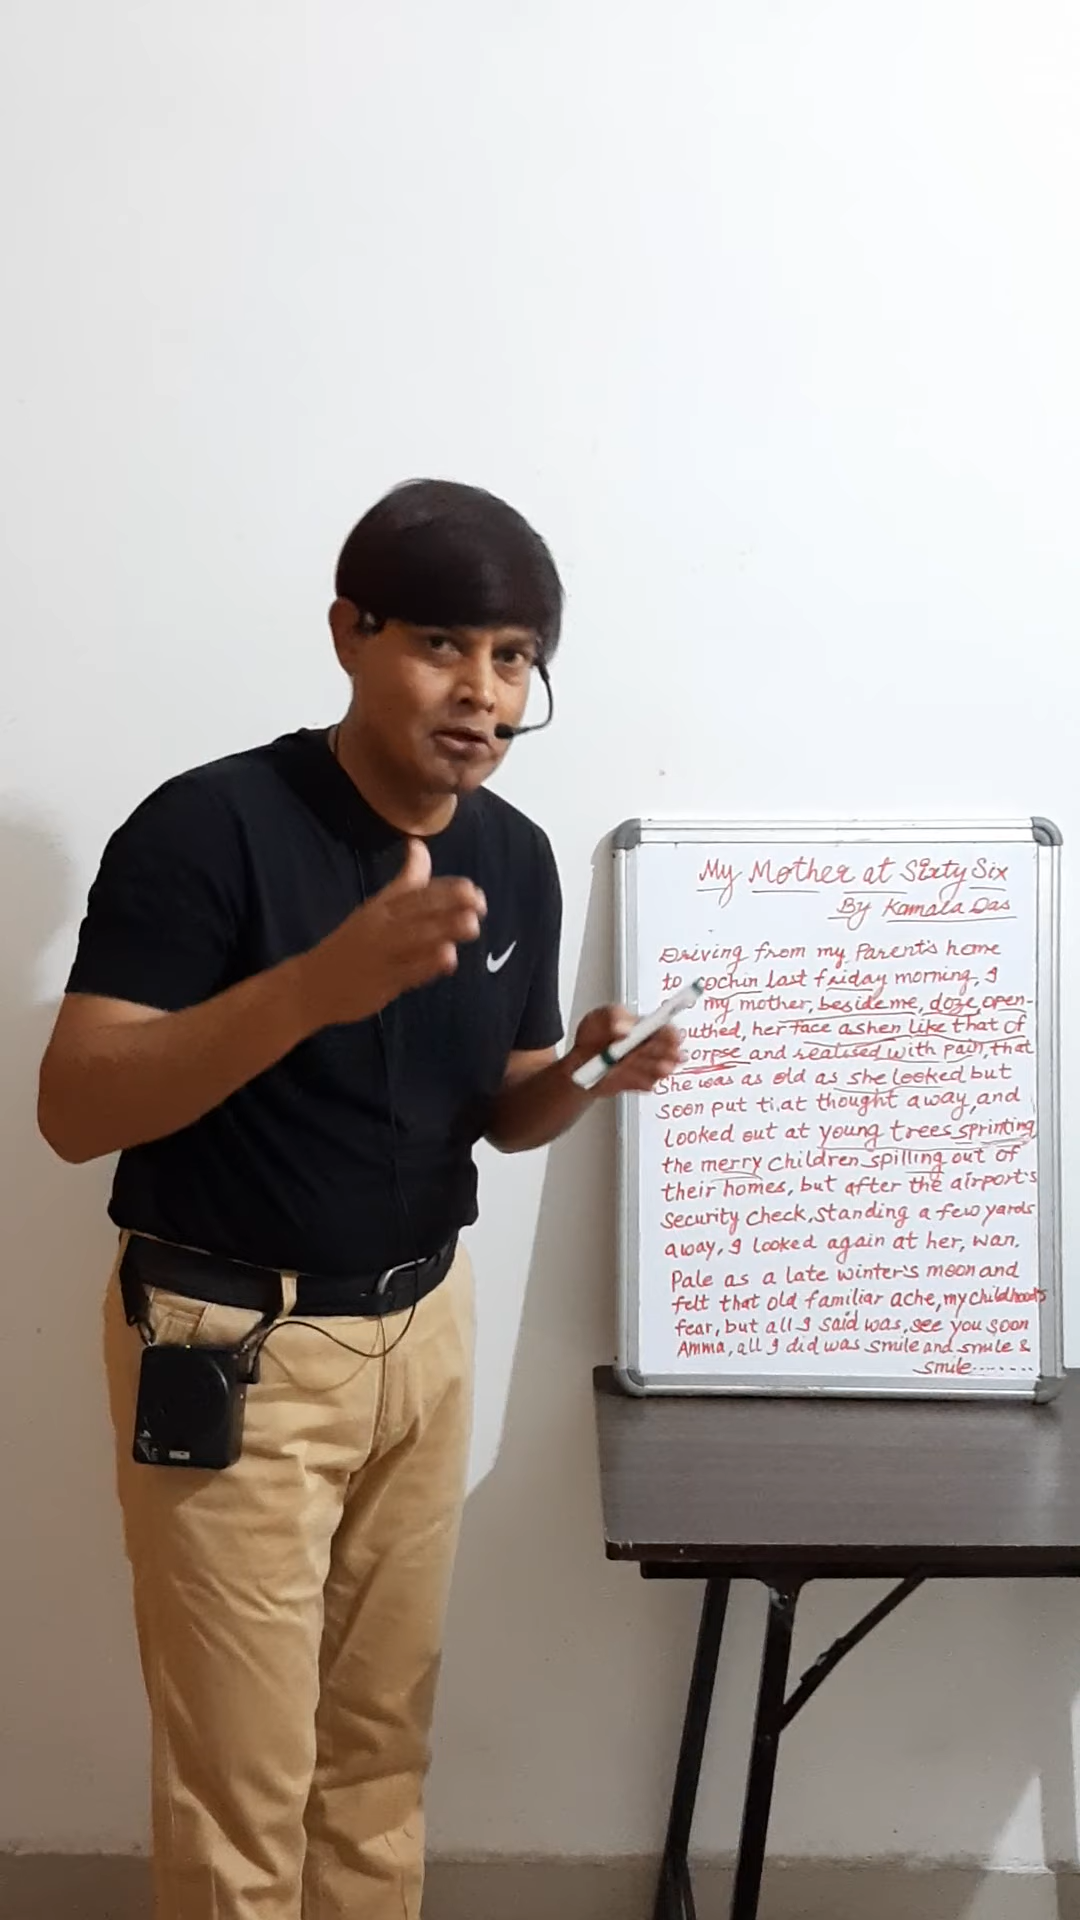 My Mother at Sixty Six
By Kamala Das
Driving from my Parent's home
to cochin last friday morning, I
my mother, beside me, doze, open-
outhed, her face ashen like that of
corpse and realised with pain, that
She was as old as she looked but
soon put that thought away, and
Looked out at young trees sprinting,
the merry children spilling out of
their homes, but after the airport's
Security check, standing a few yards
away, I looked again at her, wan,
Pale as a late winter's moon and
felt that old familiar ache, my childhood's
fear, but all I said was, see you soon
Amma, all I did was smile and smile &
smile.......